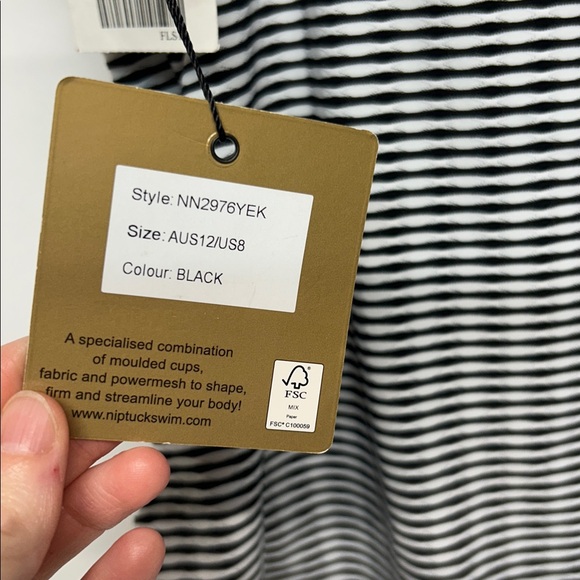 FLS
Style: NN2976YEK
Size: AUS12/US8
Colour: BLACK
A specialised combination
of moulded cups,
fabric and powermesh to shape,
firm and streamline your body!
www.niptuckswim.com
FSC
MIX
Paper
FSC® C100059